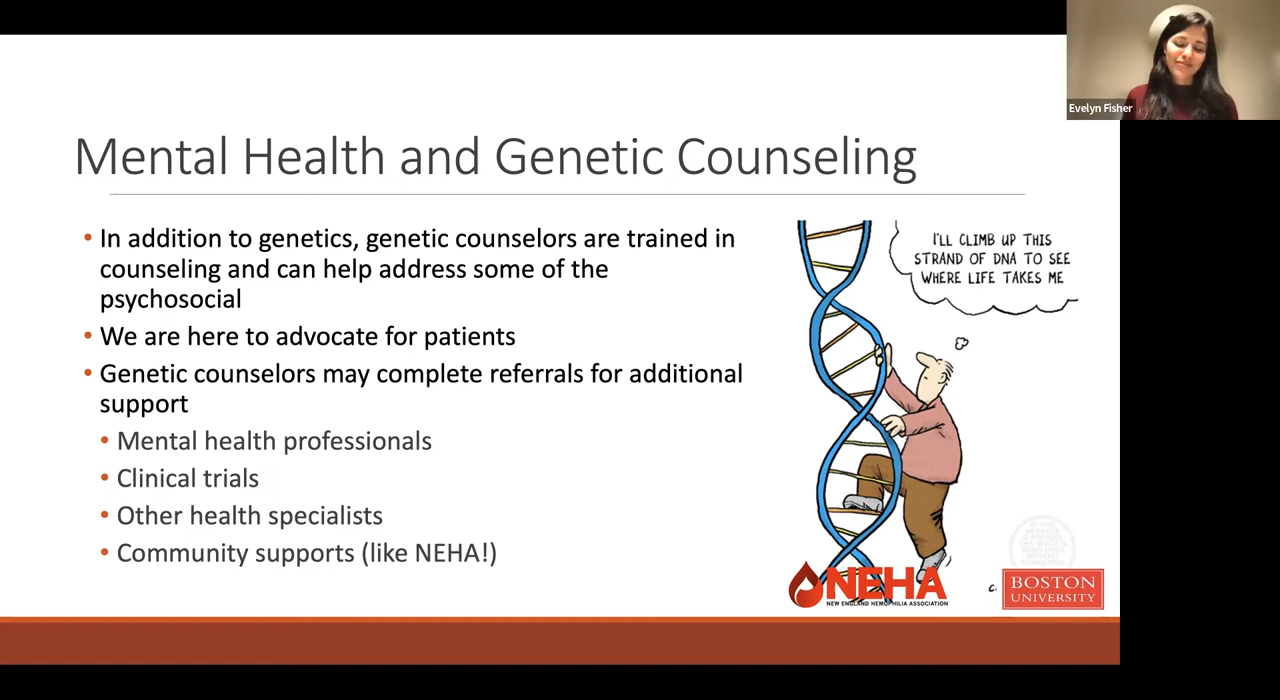 Evelyn Fisher
Mental Health and Genetic Counseling
• In addition to genetics, genetic counselors are trained in
counseling and can help address some of the
psychosocial
• We are here to advocate for patients
• Genetic counselors may complete referrals for additional
support
• Mental health professionals
• Clinical trials
• Other health specialists
• Community supports (like NEHA!)
I'LL CLIMB UP THIS
STRAND OF DNA TO SEE
WHERE LIFE TAKES ME
NEHA
NEW ENGLAND HEMOPHILIA ASSOCIATION
BOSTON
UNIVERSITY